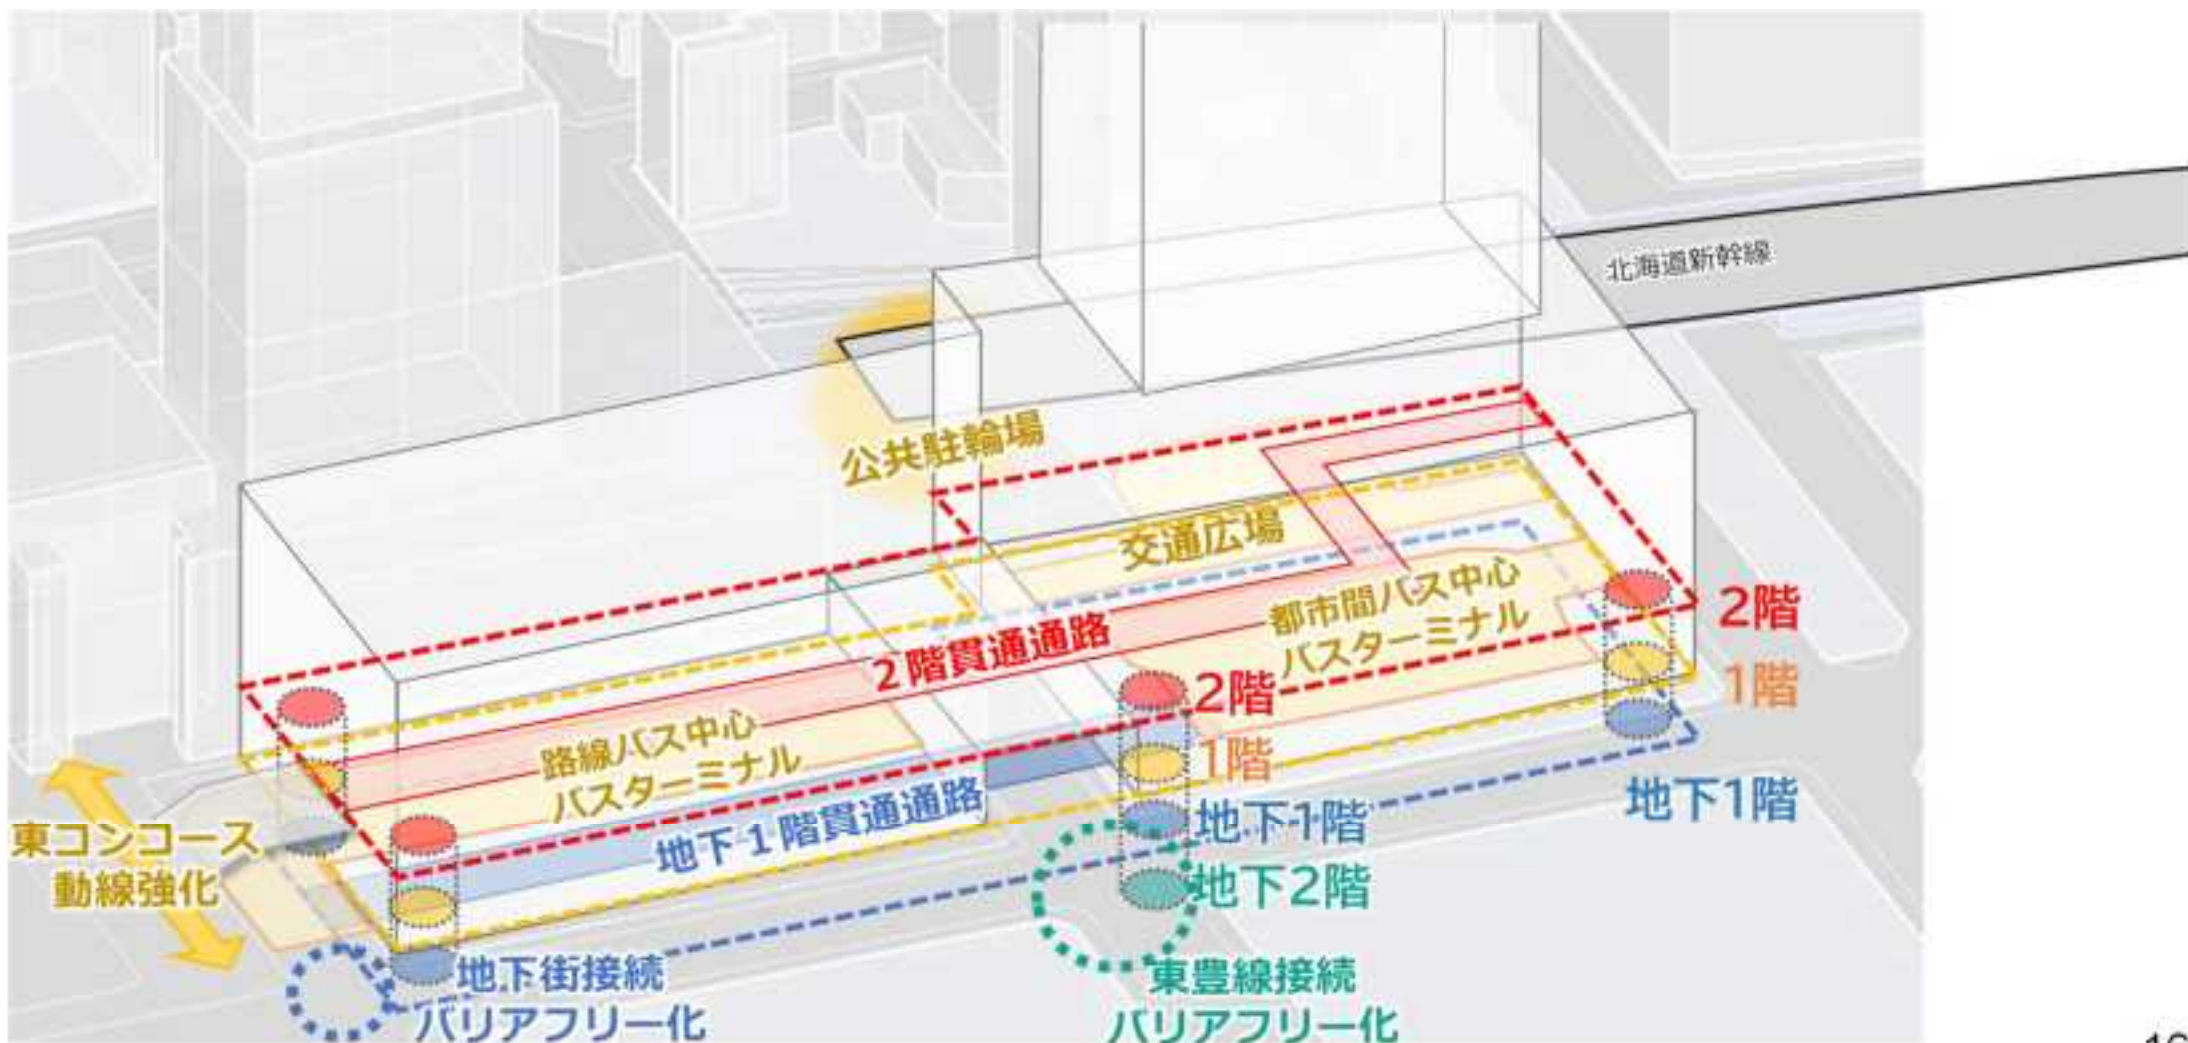 北海道新幹線
公共駐輪場
交通広場
都市間バス中心
バスターミナル
2階貫通通路
2階
1階
地下1階
2階
1階
地下1階
地下2階
路線バス中心
バスターミナル
地下1階貫通通路
東コンコース
動線強化
地下街接続
バリアフリー化
東豊線接続
バリアフリー化